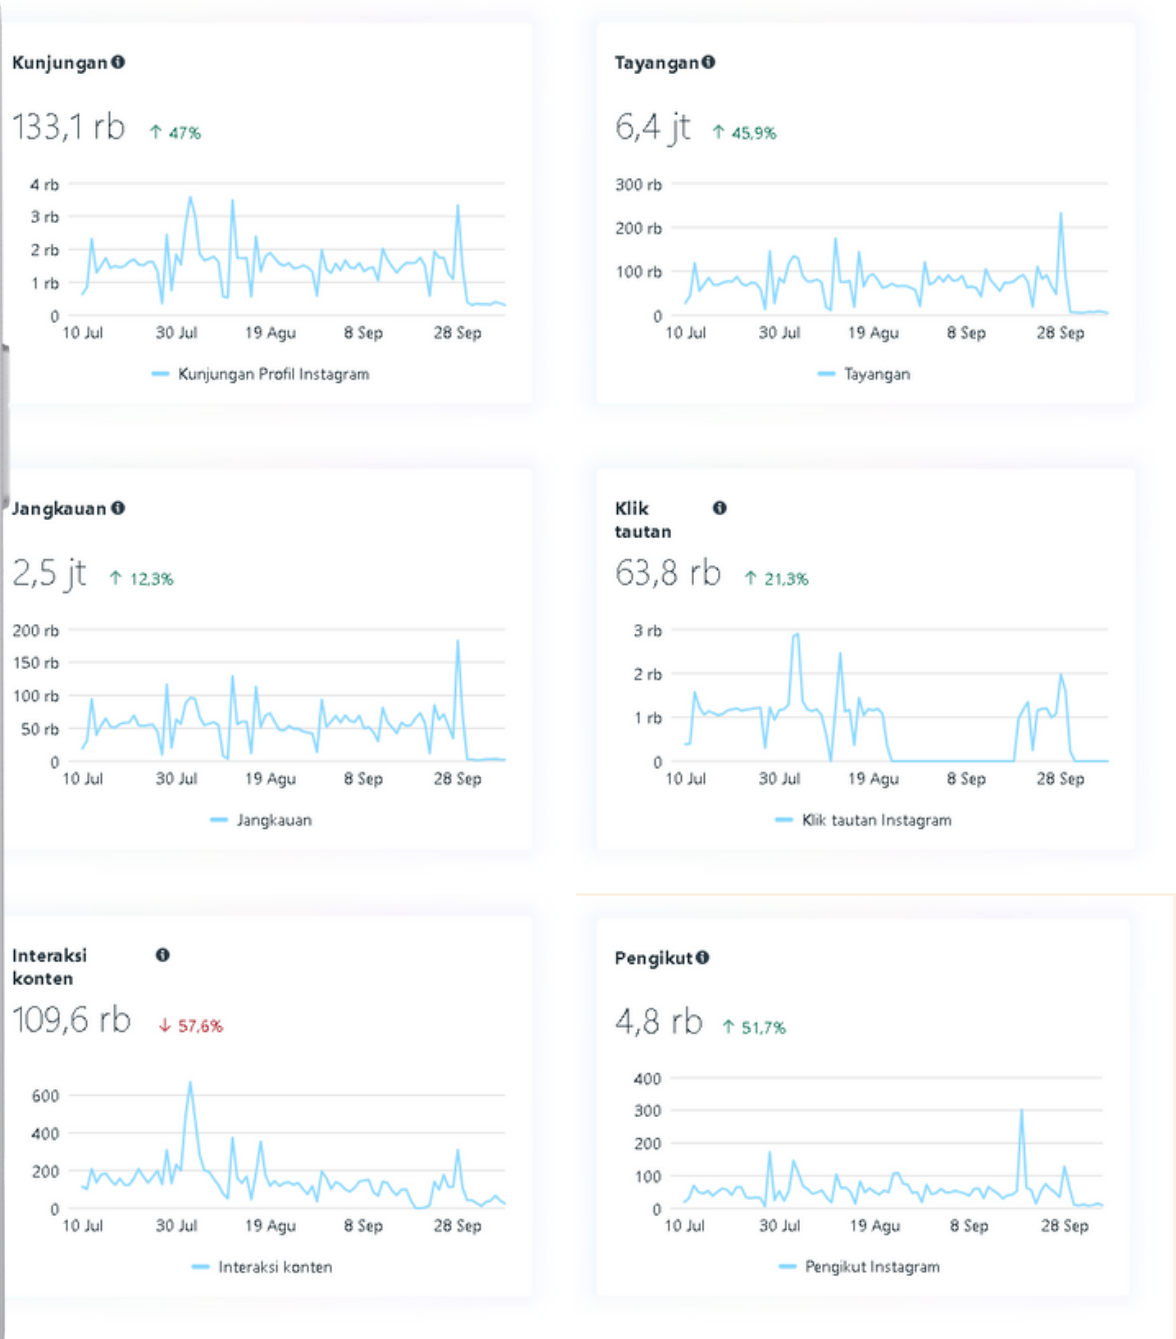 Kunjungan
133,1 rb ↑ 47%
4 rb
3 rb
2 rb
1 rb
0
10 Jul 30 Jul 19 Agu 8 Sep 28 Sep
Kunjungan Profil Instagram
Tayangan
6,4 jt ↑ 45,9%
300 rb
200 rb
100 rb
0
10 Jul 30 Jul 19 Agu 8 Sep 28 Sep
Tayangan
Jangkauan
2,5 jt ↑ 12,3%
200 rb
150 rb
100 rb
50 rb
0
10 Jul 30 Jul 19 Agu 8 Sep 28 Sep
Jangkauan
Klik
tautan
63,8 rb ↑ 21,3%
3 rb
2 rb
1 rb
0
10 Jul 30 Jul 19 Agu 8 Sep 28 Sep
Klik tautan Instagram
Interaksi
konten
109,6 rb ↓ 57,6%
600
400
200
0
10 Jul 30 Jul 19 Agu 8 Sep 28 Sep
Interaksi konten
Pengikut
4,8 rb ↑ 51,7%
400
300
200
100
0
10 Jul 30 Jul 19 Agu 8 Sep 28 Sep
Pengikut Instagram